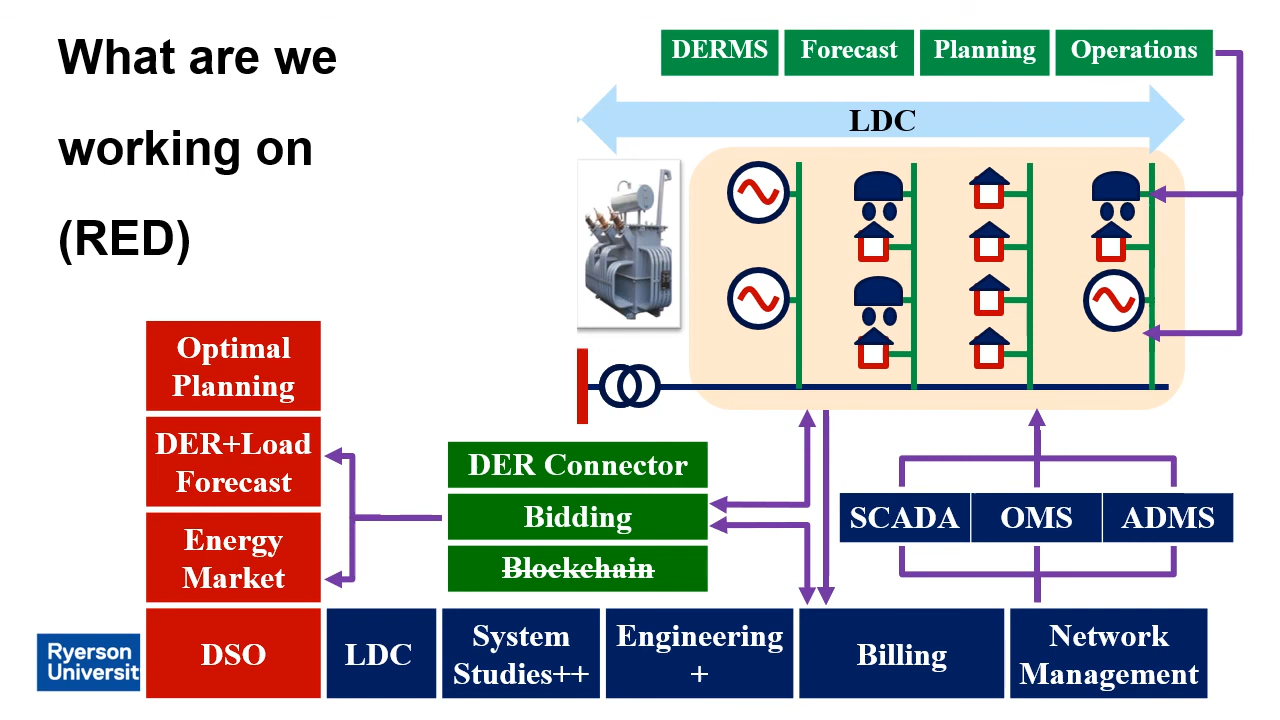 What are we
working on
(RED)
DERMS
Forecast
Planning
Operations
LDC
Optimal
Planning
DER+Load
Forecast
Energy
Market
DER Connector
Bidding
Blockchain
SCADA
OMS
ADMS
Ryerson
Universit
DSO
LDC
System
Studies++
Engineering
+
Billing
Network
Management